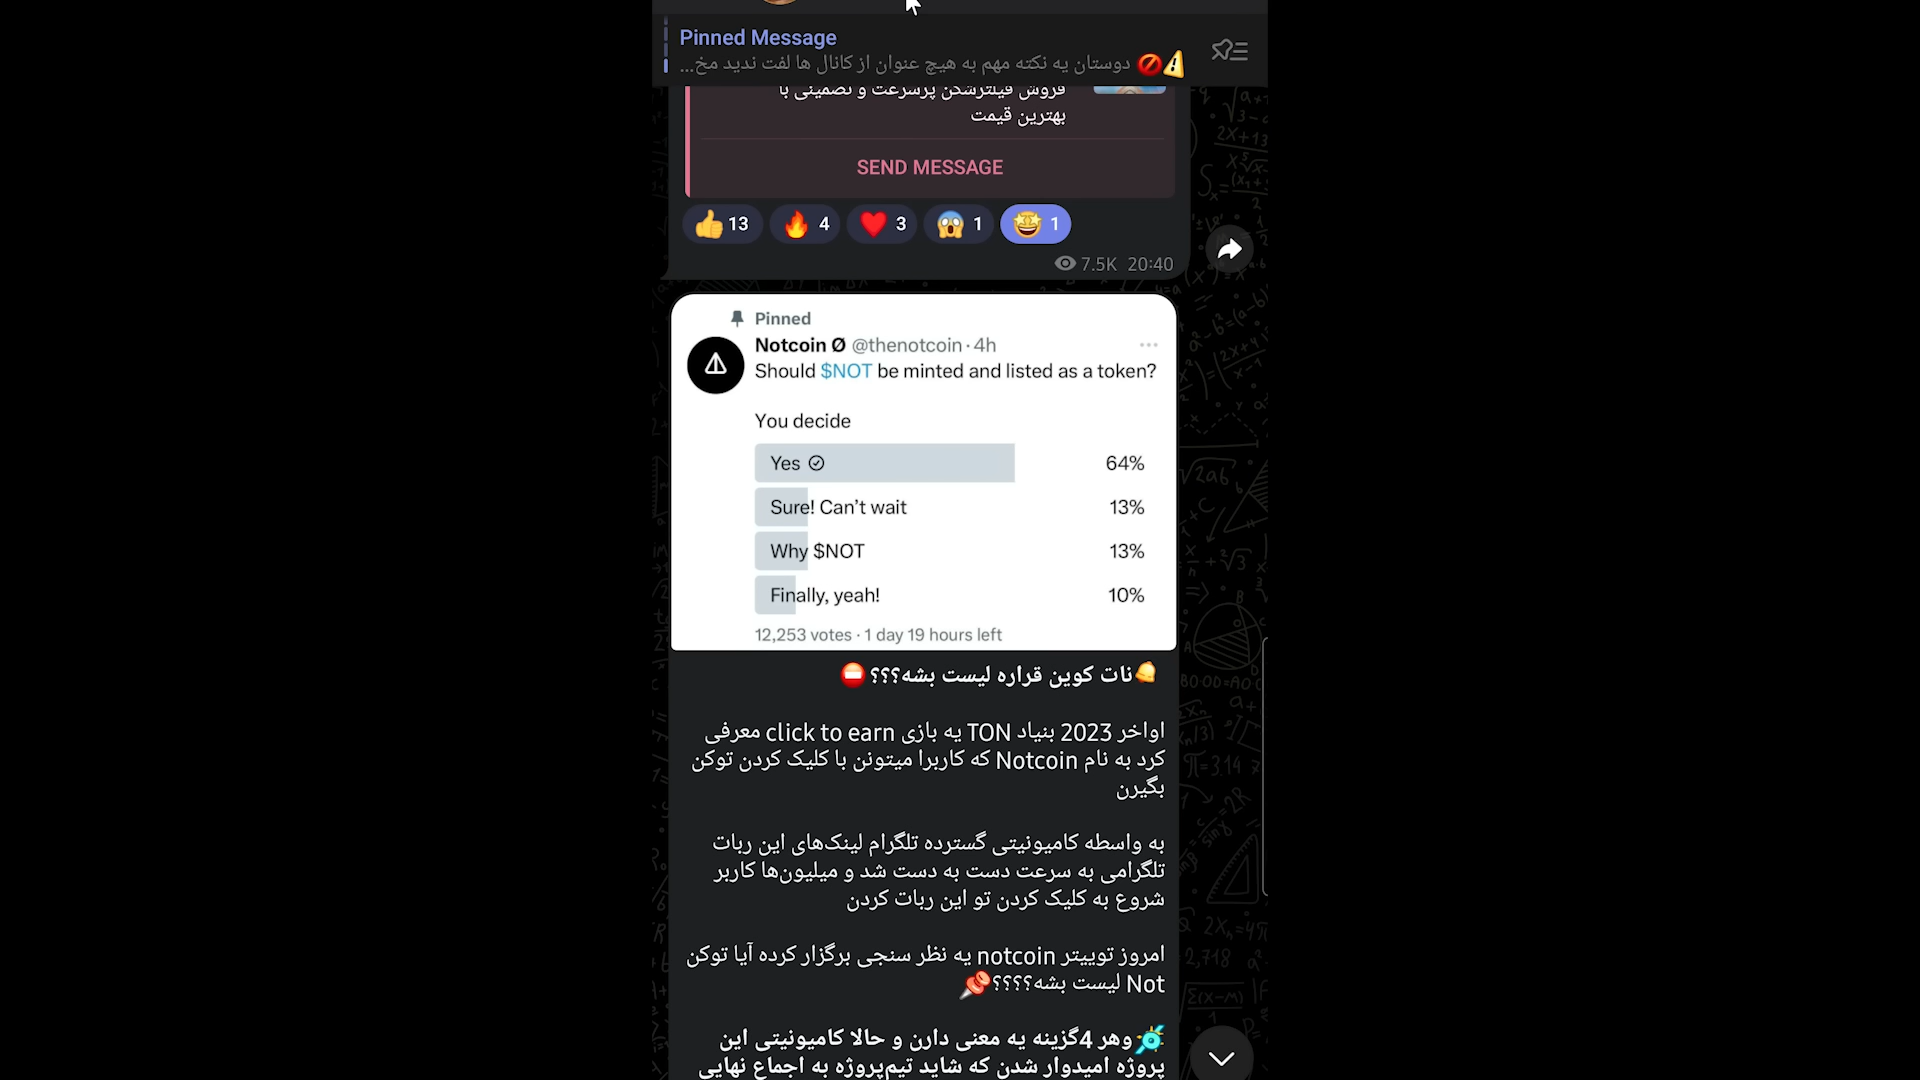 Pinned Message
دوستان یه نکته مهم به هیچ عنوان از کانال ها لفت ندید مخ...
فروش فیلترشکن پرسرعت و تضمینی با
بهترین قیمت
SEND MESSAGE
13 4 3 1 1
7.5K 20:40
Pinned
Notcoin Ø @thenotcoin · 4h
Should $NOT be minted and listed as a token?
You decide
Yes 64%
Sure! Can't wait 13%
Why $NOT 13%
Finally, yeah! 10%
12,253 votes · 1 day 19 hours left
نات کوین قراره لیست بشه؟؟؟
اواخر 2023 بنیاد TON یه بازی click to earn معرفی
کرد به نام Notcoin که کاربرا میتونن با کلیک کردن توکن
بگیرن
به واسطه کامیونیتی گسترده تلگرام لینک‌های این ربات
تلگرامی به سرعت دست به دست شد و میلیون‌ها کاربر
شروع به کلیک کردن تو این ربات کردن
امروز توییتر notcoin یه نظر سنجی برگزار کرده آیا توکن
Not لیست بشه؟؟؟؟
وهر 4گزینه یه معنی دارن و حالا کامیونیتی این
پروژه امیدوار شدن که شاید تیم‌پروژه به اجماع نهایی